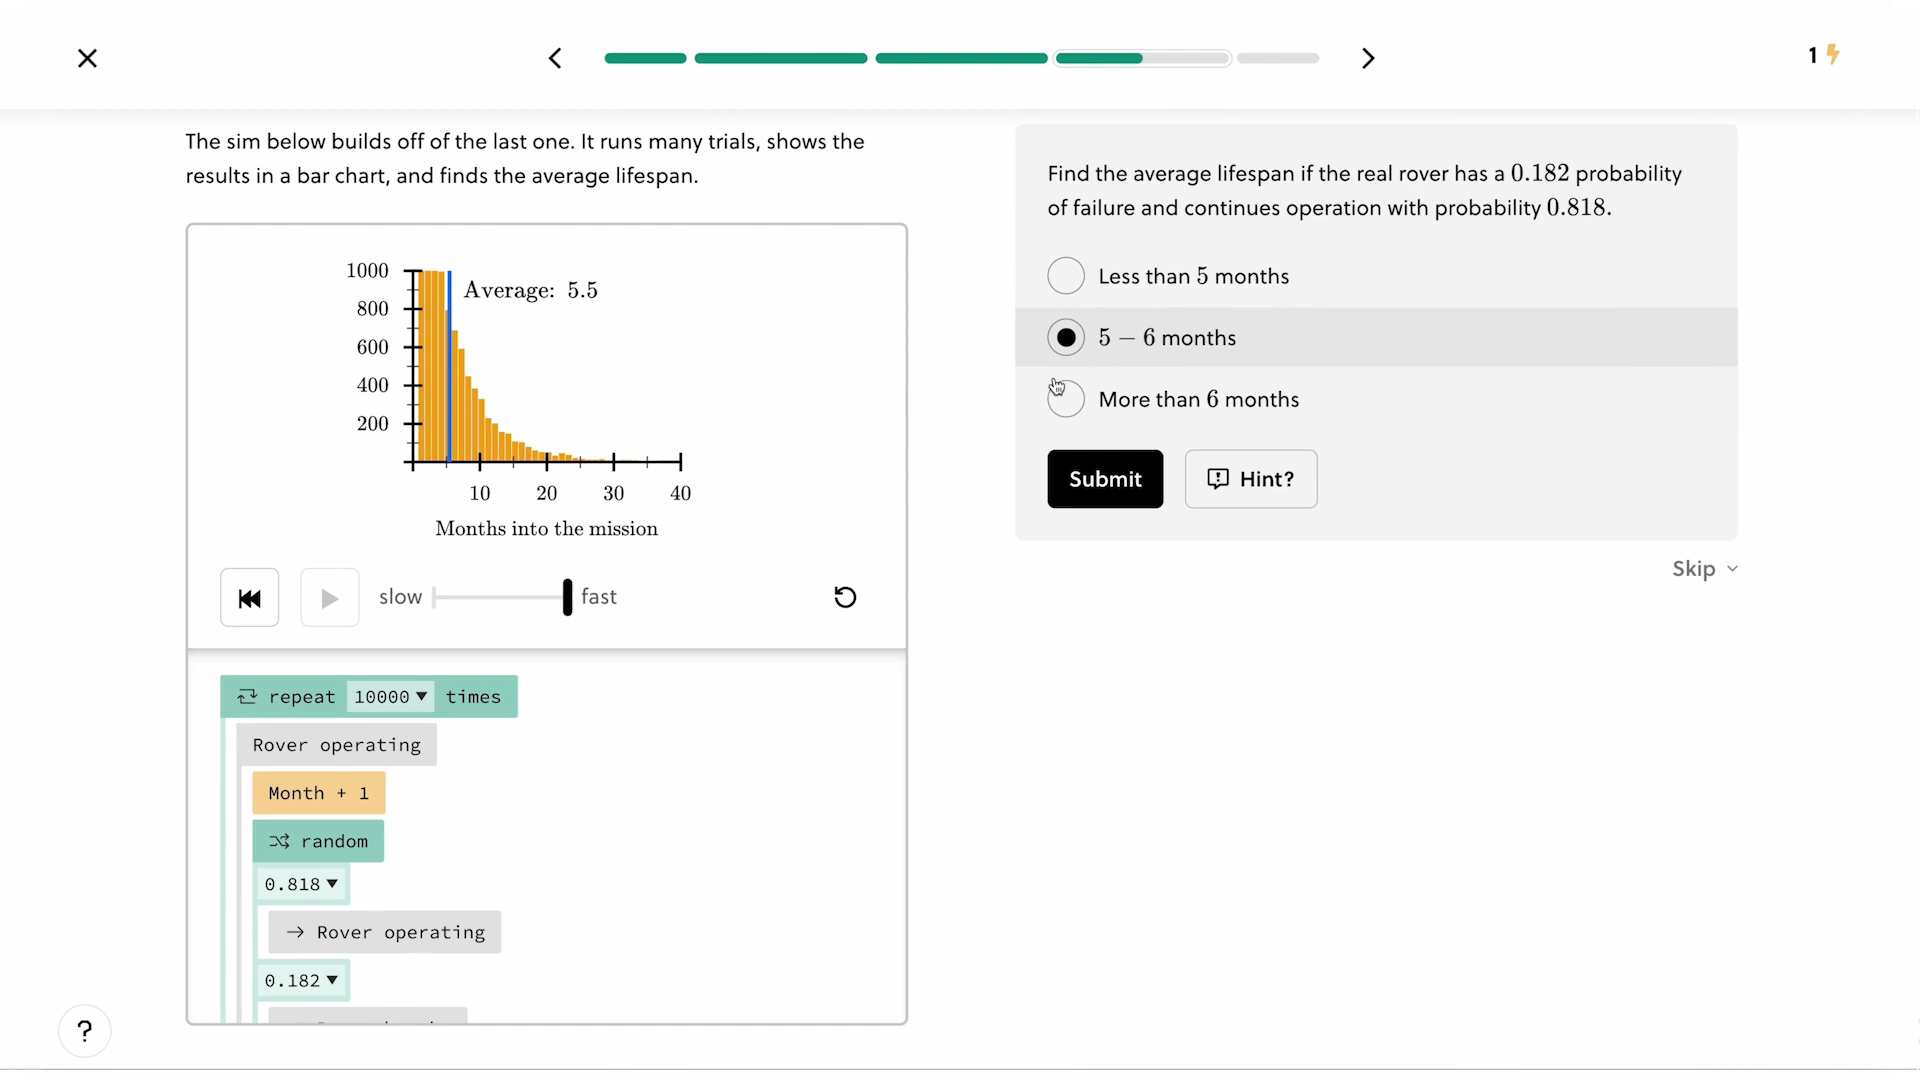 1
The sim below builds off of the last one. It runs many trials, shows the
results in a bar chart, and finds the average lifespan.
1000
800
600
400
200
Average: 5.5
10 20 30 40
Months into the mission
slow fast
repeat 10000 times
Rover operating
Month + 1
random
0.818
→ Rover operating
0.182
Find the average lifespan if the real rover has a 0.182 probability
of failure and continues operation with probability 0.818.
Less than 5 months
5 – 6 months
More than 6 months
Submit
Hint?
Skip
?